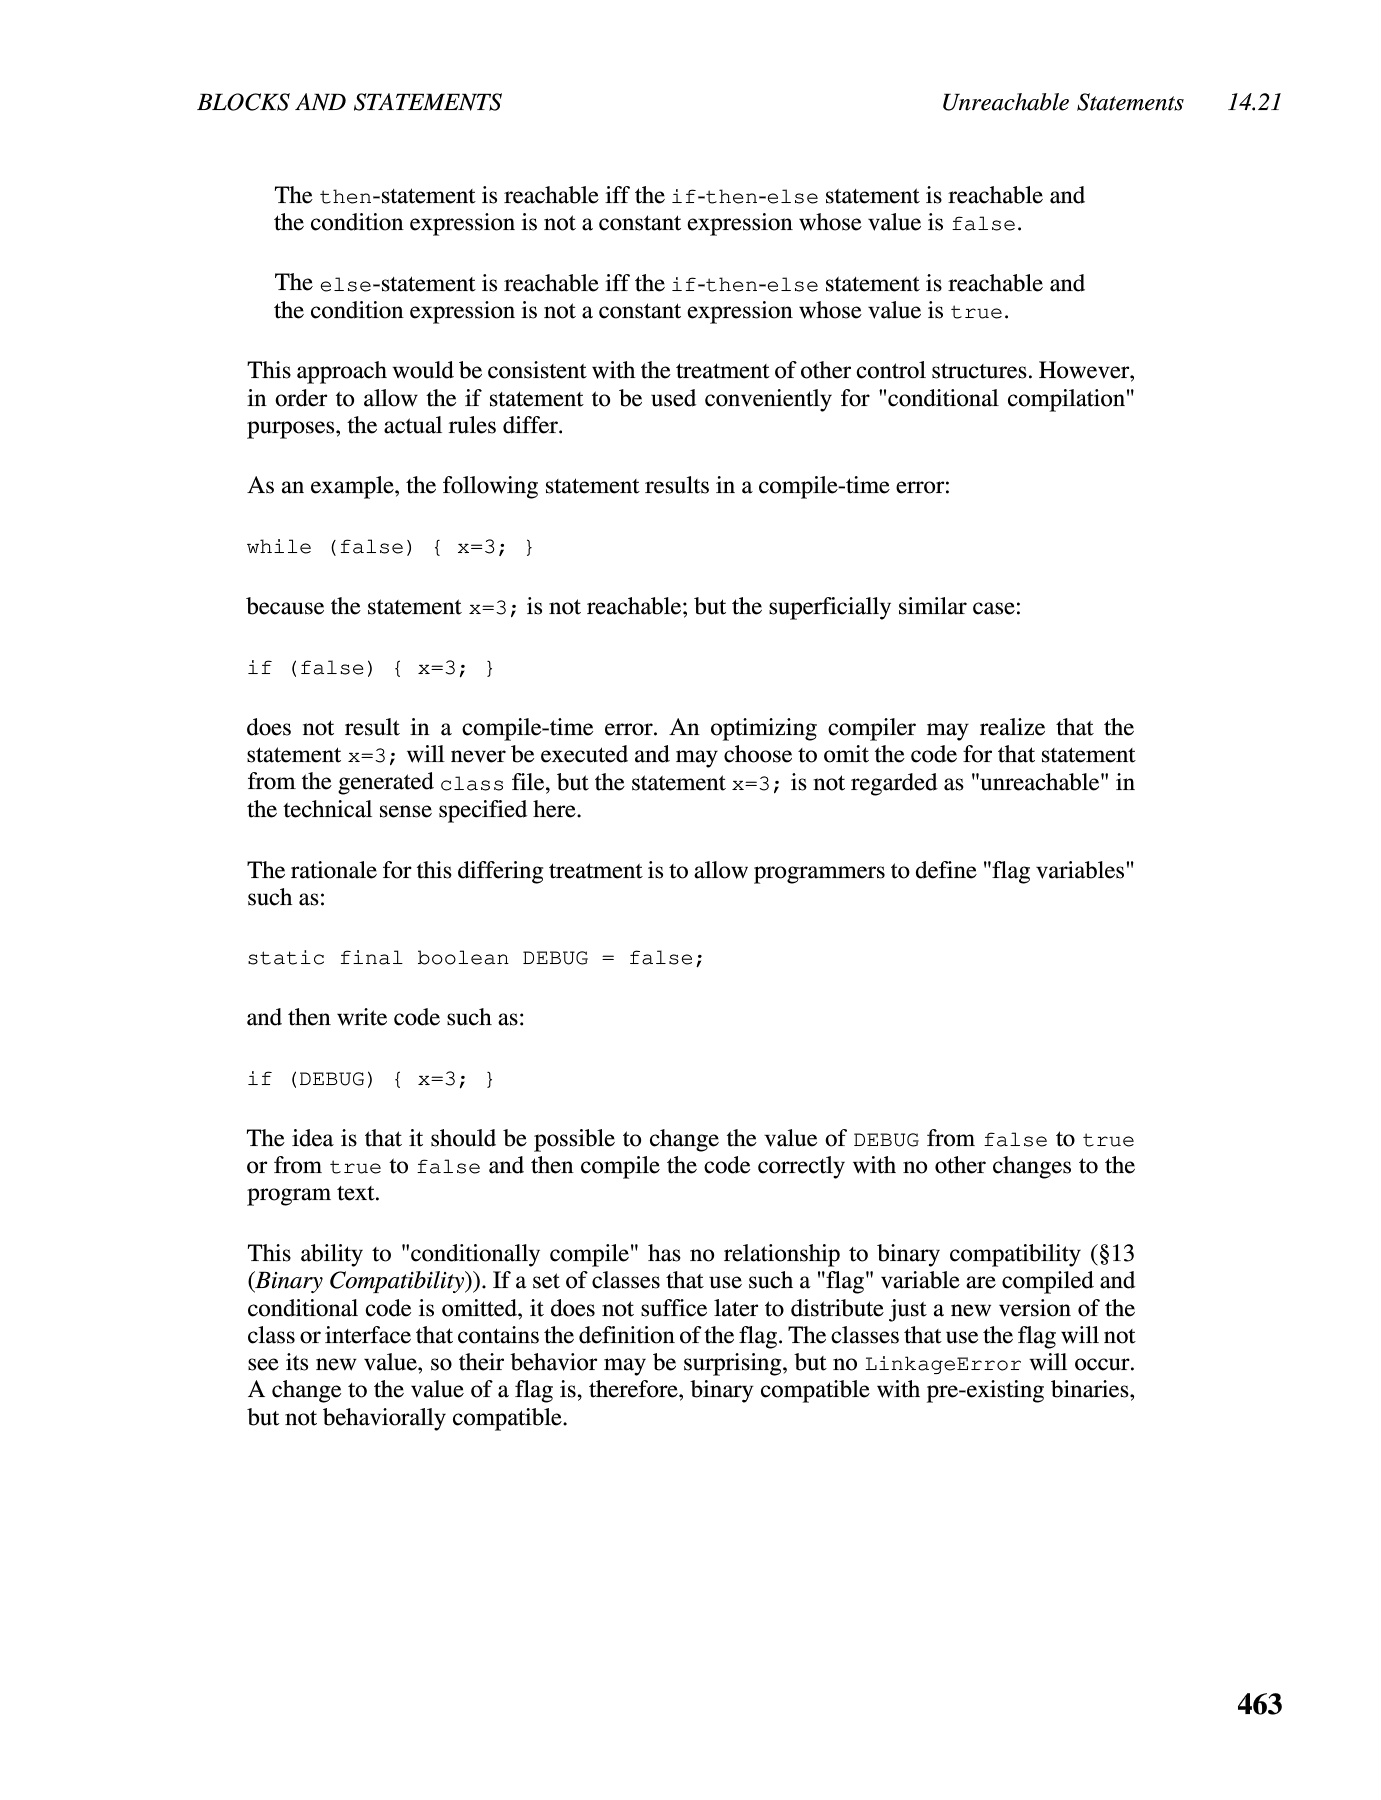 BLOCKS AND STATEMENTS Unreachable Statements 14.21
The then-statement is reachable iff the if-then-else statement is reachable and
the condition expression is not a constant expression whose value is false.
The else-statement is reachable iff the if-then-else statement is reachable and
the condition expression is not a constant expression whose value is true.
This approach would be consistent with the treatment of other control structures. However,
in order to allow the if statement to be used conveniently for "conditional compilation"
purposes, the actual rules differ.
As an example, the following statement results in a compile-time error:
while (false) { x=3; }
because the statement x=3; is not reachable; but the superficially similar case:
if (false) { x=3; }
does not result in a compile-time error. An optimizing compiler may realize that the
statement x=3; will never be executed and may choose to omit the code for that statement
from the generated class file, but the statement x=3; is not regarded as "unreachable" in
the technical sense specified here.
The rationale for this differing treatment is to allow programmers to define "flag variables"
such as:
static final boolean DEBUG = false;
and then write code such as:
if (DEBUG) { x=3; }
The idea is that it should be possible to change the value of DEBUG from false to true
or from true to false and then compile the code correctly with no other changes to the
program text.
This ability to "conditionally compile" has no relationship to binary compatibility (§13
(Binary Compatibility)). If a set of classes that use such a "flag" variable are compiled and
conditional code is omitted, it does not suffice later to distribute just a new version of the
class or interface that contains the definition of the flag. The classes that use the flag will not
see its new value, so their behavior may be surprising, but no LinkageError will occur.
A change to the value of a flag is, therefore, binary compatible with pre-existing binaries,
but not behaviorally compatible.
463